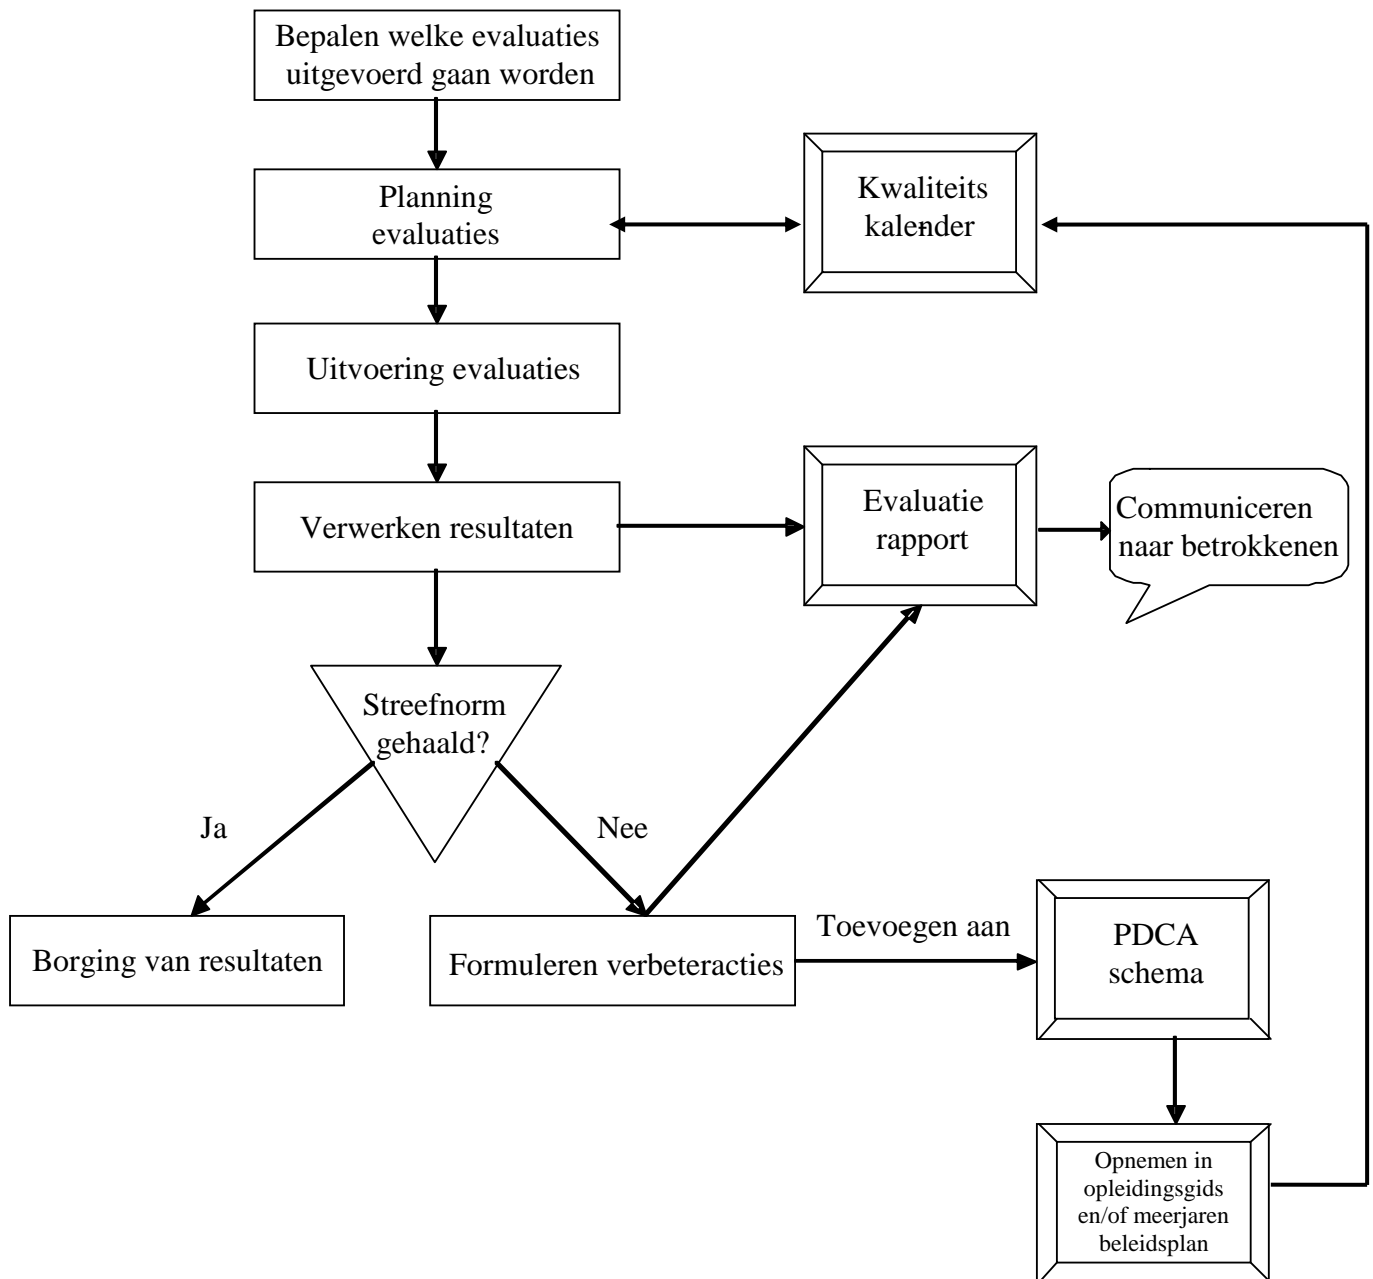 Bepalen welke evaluaties
uitgevoerd gaan worden
Planning
evaluaties
Kwaliteits
kalender
Uitvoering evaluaties
Verwerken resultaten
Evaluatie
rapport
Communiceren
naar betrokkenen
Streefnorm
gehaald?
Ja
Nee
Borging van resultaten
Formuleren verbeteracties
Toevoegen aan
PDCA
schema
Opnemen in
opleidingsgids
en/of meerjaren
beleidsplan